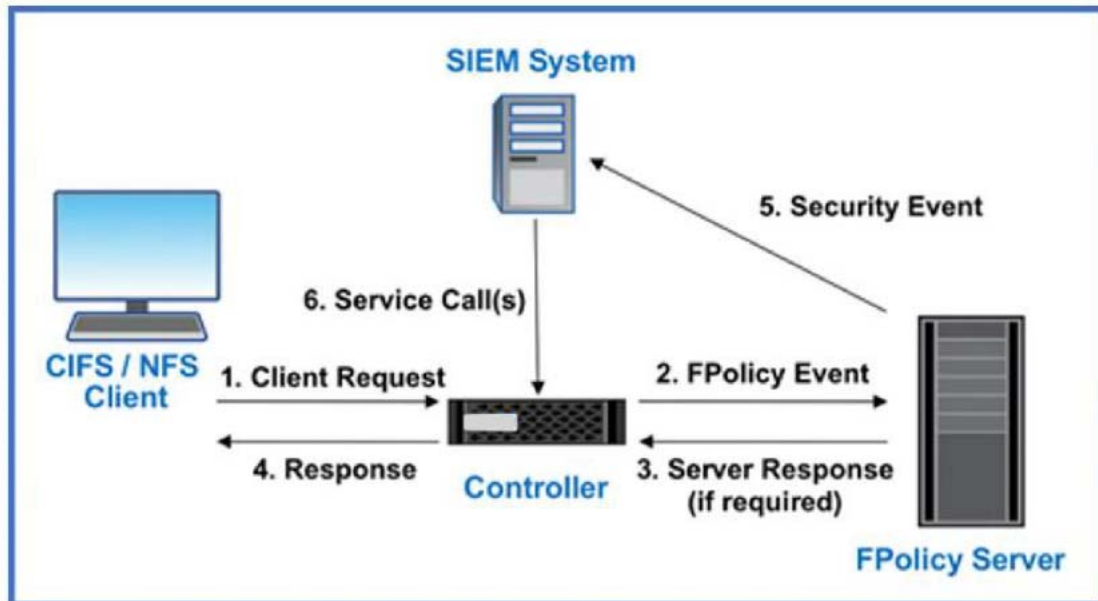 SIEM System
5. Security Event
6. Service Call(s)
CIFS / NFS
Client
1. Client Request
2. FPolicy Event
4. Response
3. Server Response
(if required)
Controller
FPolicy Server